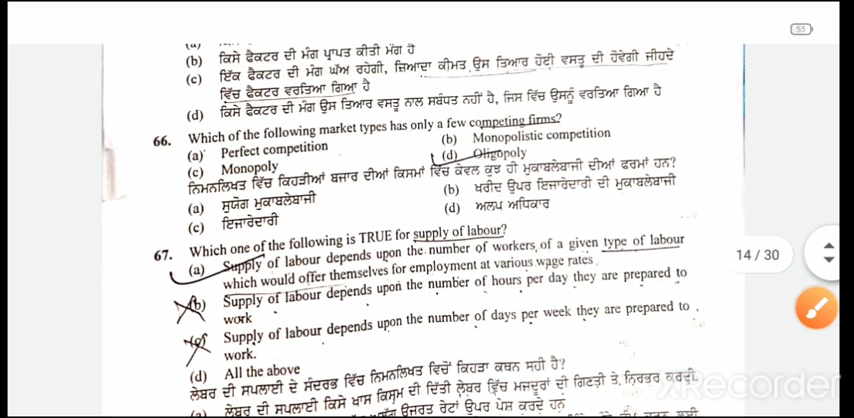 53
(b) ਕਿਸੇ ਫੈਕਟਰ ਦੀ ਮੰਗ ਪ੍ਰਾਪਤ ਕੀਤੀ ਮੰਗ ਹੈ
(c) ਇੱਕ ਫੈਕਟਰ ਦੀ ਮੰਗ ਘੱਅ ਰਹੇਗੀ, ਜ਼ਿਆਦਾ ਕੀਮਤ ਉਸ ਤਿਆਰ ਹੋਈ ਵਸਤੂ ਦੀ ਹੋਵੇਗੀ ਜੀਹਦੇ
ਵਿੱਚ ਫੈਕਟਰ ਵਰਤਿਆ ਗਿਆ ਹੈ
(d) ਕਿਸੇ ਫੈਕਟਰ ਦੀ ਮੰਗ ਉਸ ਤਿਆਰ ਵਸਤੂ ਨਾਲ ਸਬੰਧਤ ਨਹੀਂ ਹੈ, ਜਿਸ ਵਿੱਚ ਉਸਨੂੰ ਵਰਤਿਆ ਗਿਆ ਹੈ
66. Which of the following market types has only a few competing firms?
(a) Perfect competition (b) Monopolistic competition
(c) Monopoly (d) Oligopoly
ਨਿਮਨਲਿਖਤ ਵਿੱਚ ਕਿਹੜੀਆਂ ਬਜਾਰ ਦੀਆਂ ਕਿਸਮਾਂ ਵਿੱਚ ਕੇਵਲ ਕੁਝ ਹੀ ਮੁਕਾਬਲੇਬਾਜੀ ਦੀਆਂ ਫਰਮਾਂ ਹਨ?
(a) ਸੁਯੋਗ ਮੁਕਾਬਲੇਬਾਜੀ (b) ਖਰੀਦ ਉਪਰ ਇਜਾਰੇਦਾਰੀ ਦੀ ਮੁਕਾਬਲੇਬਾਜੀ
(c) ਇਜਾਰੇਦਾਰੀ (d) ਅਲਪ ਅਧਿਕਾਰ
67. Which one of the following is TRUE for supply of labour?
(a) Supply of labour depends upon the number of workers of a given type of labour
which would offer themselves for employment at various wage rates
(b) Supply of labour depends upon the number of hours per day they are prepared to
work
Supply of labour depends upon the number of days per week they are prepared to
work.
(d) All the above
ਲੇਬਰ ਦੀ ਸਪਲਾਈ ਦੇ ਸੰਦਰਭ ਵਿੱਚ ਨਿਮਨਲਿਖਤ ਵਿਚੋਂ ਕਿਹੜਾ ਕਥਨ ਸਹੀ ਹੈ?
ਲੇਬਰ ਦੀ ਸਪਲਾਈ ਕਿਸੇ ਖਾਸ ਕਿਸਮ ਦੀ ਦਿੱਤੀ ਲੇਬਰ ਵਿੱਚ ਮਜਦੂਰਾਂ ਦੀ ਗਿਣਤੀ ਤੇ ਨਿਰਭਰ ਕਰਦੀ
ਉਜਰਤ ਰੇਟਾਂ ਉਪਰ ਪੇਸ਼ ਕਰਦੇ ਹਨ
14 / 30
XRecorder